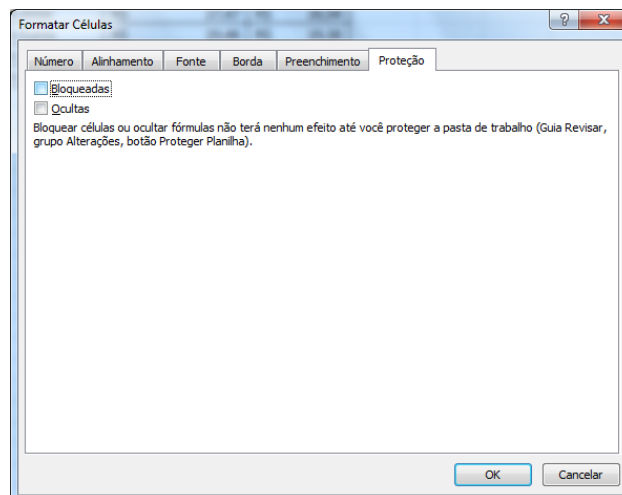 Formatar Células
Número Alinhamento Fonte Borda Preenchimento Proteção
Bloqueadas
Ocultas
Bloquear células ou ocultar fórmulas não terá nenhum efeito até você proteger a pasta de trabalho (Guia Revisar,
grupo Alterações, botão Proteger Planilha).
OK Cancelar